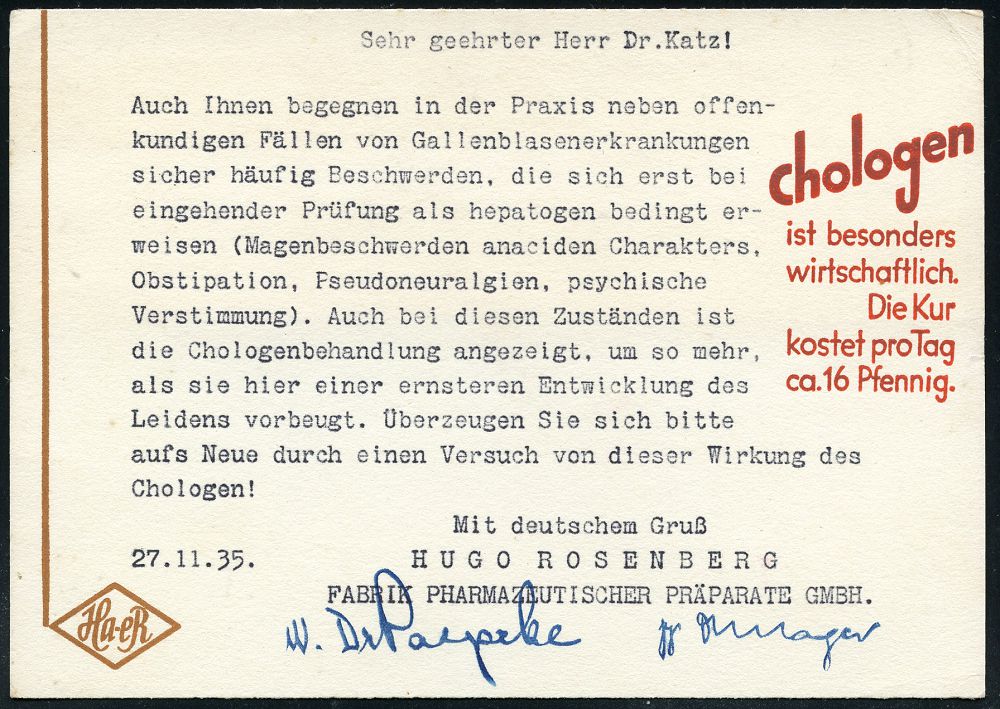 Sehr geehrter Herr Dr.Katz!
Auch Ihnen begegnen in der Praxis neben offen-
kundigen Fällen von Gallenblasenerkrankungen
sicher häufig Beschwerden, die sich erst bei
eingehender Prüfung als hepatogen bedingt er-
weisen (Magenbeschwerden anaciden Charakters,
Obstipation, Pseudoneuralgien, psychische
Verstimmung). Auch bei diesen Zuständen ist
die Chologenbehandlung angezeigt, um so mehr,
als sie hier einer ernsteren Entwicklung des
Leidens vorbeugt. Überzeugen Sie sich bitte
aufs Neue durch einen Versuch von dieser Wirkung des
Chologen!
chologen
ist besonders
wirtschaftlich.
Die Kur
kostet pro Tag
ca.16 Pfennig.
Mit deutschem Gruß
27.11.35.
HUGO ROSENBERG
FABRIK PHARMAZEUTISCHER PRÄPARATE GMBH.
Ha-eR
W. Dr